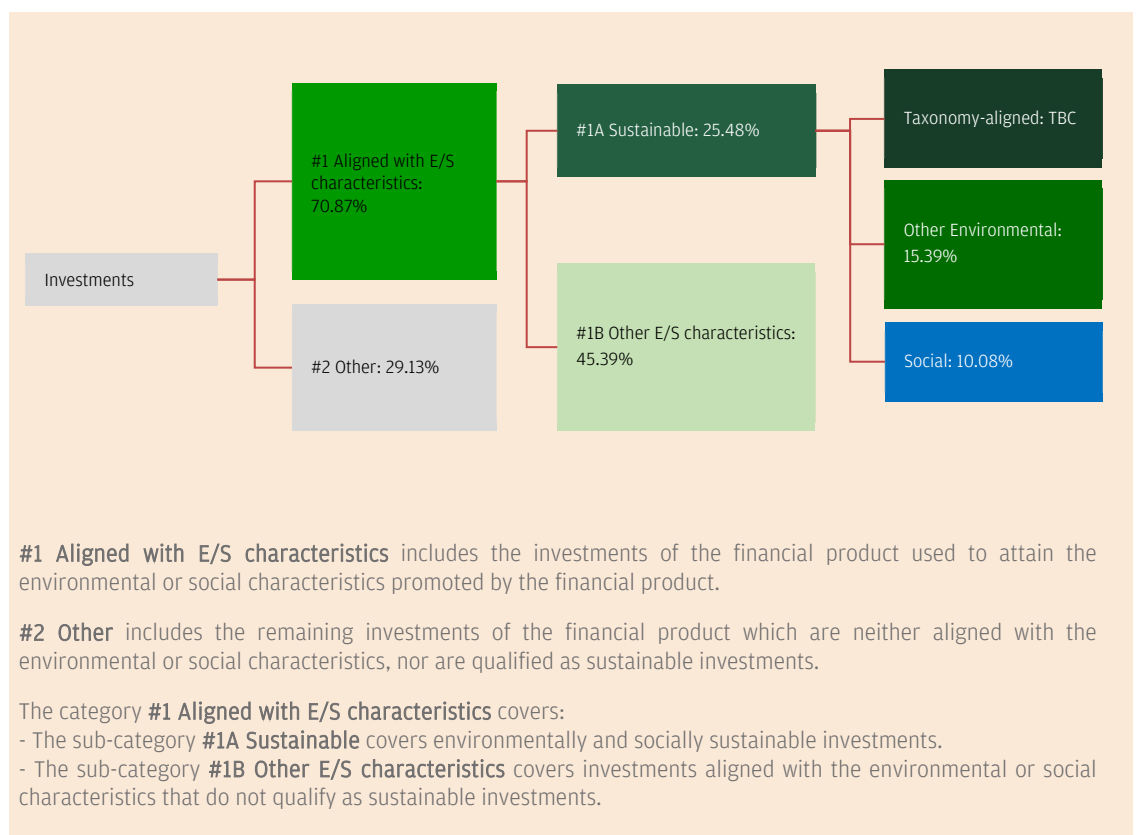 Investments
#1 Aligned with E/S
characteristics:
70.87%
#2 Other: 29.13%
#1A Sustainable: 25.48%
#1B Other E/S characteristics:
45.39%
Taxonomy-aligned: TBC
Other Environmental:
15.39%
Social: 10.08%
#1 Aligned with E/S characteristics includes the investments of the financial product used to attain the
environmental or social characteristics promoted by the financial product.
#2 Other includes the remaining investments of the financial product which are neither aligned with the
environmental or social characteristics, nor are qualified as sustainable investments.
The category #1 Aligned with E/S characteristics covers:
- The sub-category #1A Sustainable covers environmentally and socially sustainable investments.
- The sub-category #1B Other E/S characteristics covers investments aligned with the environmental or social
characteristics that do not qualify as sustainable investments.